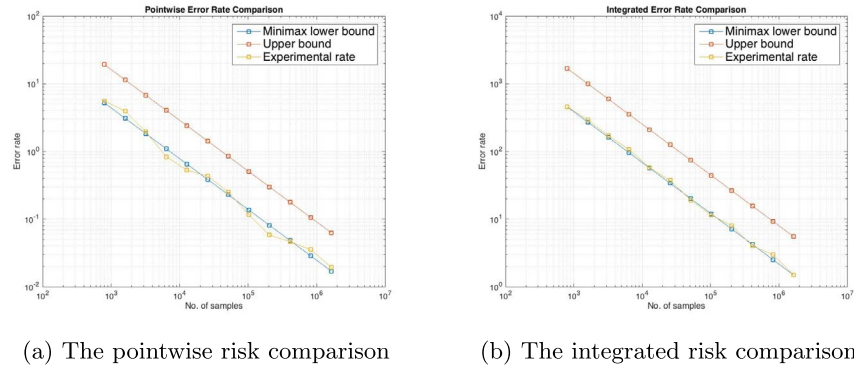 Pointwise Error Rate Comparison
10^2
10^1
10^0
10^-1
10^-2
Error rate
Minimax lower bound
Upper bound
Experimental rate
10^2 10^3 10^4 10^5 10^6 10^7
No. of samples
(a) The pointwise risk comparison
Integrated Error Rate Comparison
10^4
10^3
10^2
10^1
10^0
Error rate
Minimax lower bound
Upper bound
Experimental rate
10^2 10^3 10^4 10^5 10^6 10^7
No. of samples
(b) The integrated risk comparison